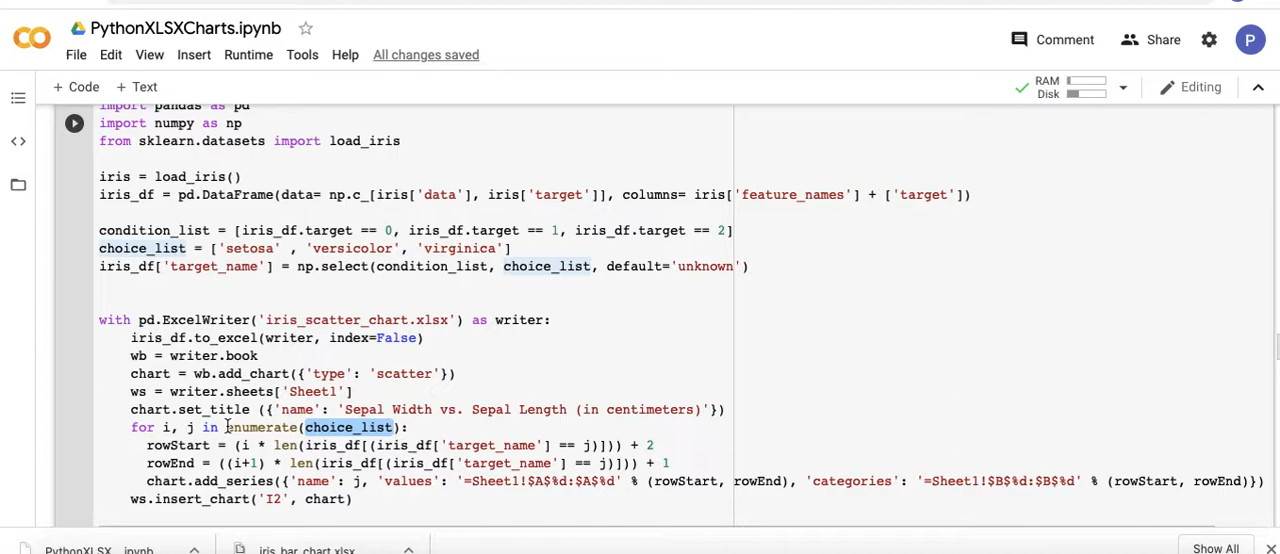 PythonXLSXCharts.ipynb
File Edit View Insert Runtime Tools Help All changes saved
Comment Share P
+ Code + Text
RAM
Disk
Editing
import pandas as pd
import numpy as np
from sklearn.datasets import load_iris
iris = load_iris()
iris_df = pd.DataFrame(data= np.c_[iris['data'], iris['target']], columns= iris['feature_names'] + ['target'])
condition_list = [iris_df.target == 0, iris_df.target == 1, iris_df.target == 2]
choice_list = ['setosa' , 'versicolor', 'virginica']
iris_df['target_name'] = np.select(condition_list, choice_list, default='unknown')
with pd.ExcelWriter('iris_scatter_chart.xlsx') as writer:
    iris_df.to_excel(writer, index=False)
    wb = writer.book
    chart = wb.add_chart({'type': 'scatter'})
    ws = writer.sheets['Sheet1']
    chart.set_title ({'name': 'Sepal Width vs. Sepal Length (in centimeters)'})
    for i, j in enumerate(choice_list):
      rowStart = (i * len(iris_df[(iris_df['target_name'] == j)])) + 2
      rowEnd = ((i+1) * len(iris_df[(iris_df['target_name'] == j)])) + 1
      chart.add_series({'name': j, 'values': '=Sheet1!$A$%d:$A$%d' % (rowStart, rowEnd), 'categories': '=Sheet1!$B$%d:$B$%d' % (rowStart, rowEnd)})
    ws.insert_chart('I2', chart)
PythonXLSX....ipynb iris_bar_chart.xlsx Show All